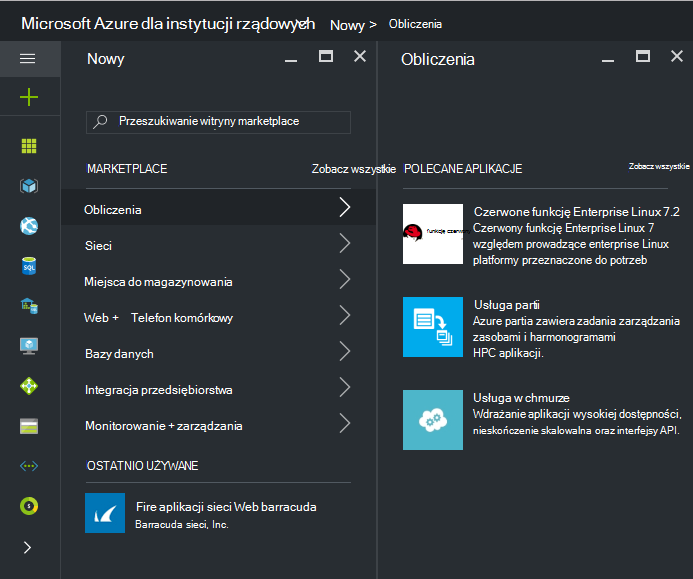 Microsoft Azure dla instytucji rządowych
Nowy >
Obliczenia
Nowy
Przeszukiwanie witryny marketplace
MARKETPLACE
Zobacz wszystkie
Obliczenia
Sieci
Miejsca do magazynowania
Web + Telefon komórkowy
Bazy danych
Integracja przedsiębiorstwa
Monitorowanie + zarządzania
OSTATNIO UŻYWANE
Fire aplikacji sieci Web barracuda
Barracuda sieci, Inc.
SQL
Obliczenia
POLECANE APLIKACJE
Zobacz wszystkie
funkcję czerwony
Czerwone funkcję Enterprise Linux 7.2
Czerwony funkcję Enterprise Linux 7
względem prowadzące enterprise Linux
platformy przeznaczone do potrzeb
Usługa partii
Azure partia zawiera zadania zarządzania
zasobami i harmonogramami
HPC aplikacji.
Usługa w chmurze
Wdrażanie aplikacji wysokiej dostępności,
nieskończenie skalowalna oraz interfejsy API.